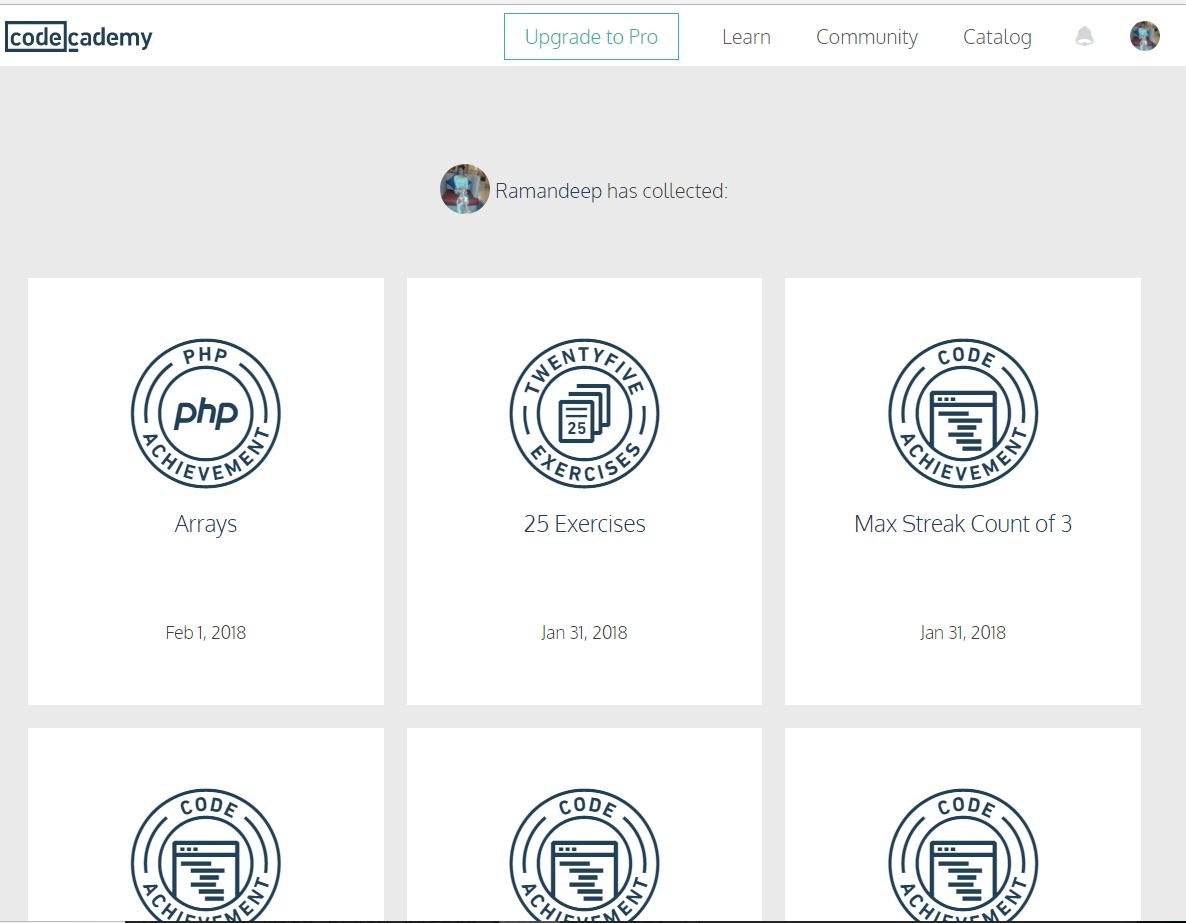 codecademy
Upgrade to Pro
Learn
Community
Catalog
Ramandeep has collected:
PHP
php
ACHIEVEMENT
Arrays
Feb 1, 2018
TWENTYFIVE
25
EXERCISES
25 Exercises
Jan 31, 2018
CODE
ACHIEVEMENT
Max Streak Count of 3
Jan 31, 2018
CODE
ACHIEVEMENT
CODE
ACHIEVEMENT
CODE
ACHIEVEMENT